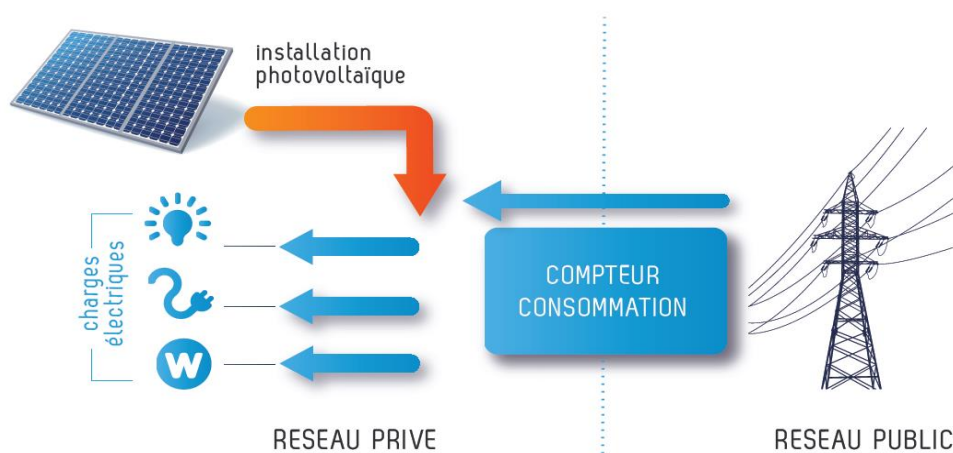 installation
photovoltaïque
charges
électriques
W
COMPTEUR
CONSOMMATION
RESEAU PRIVE
RESEAU PUBLIC